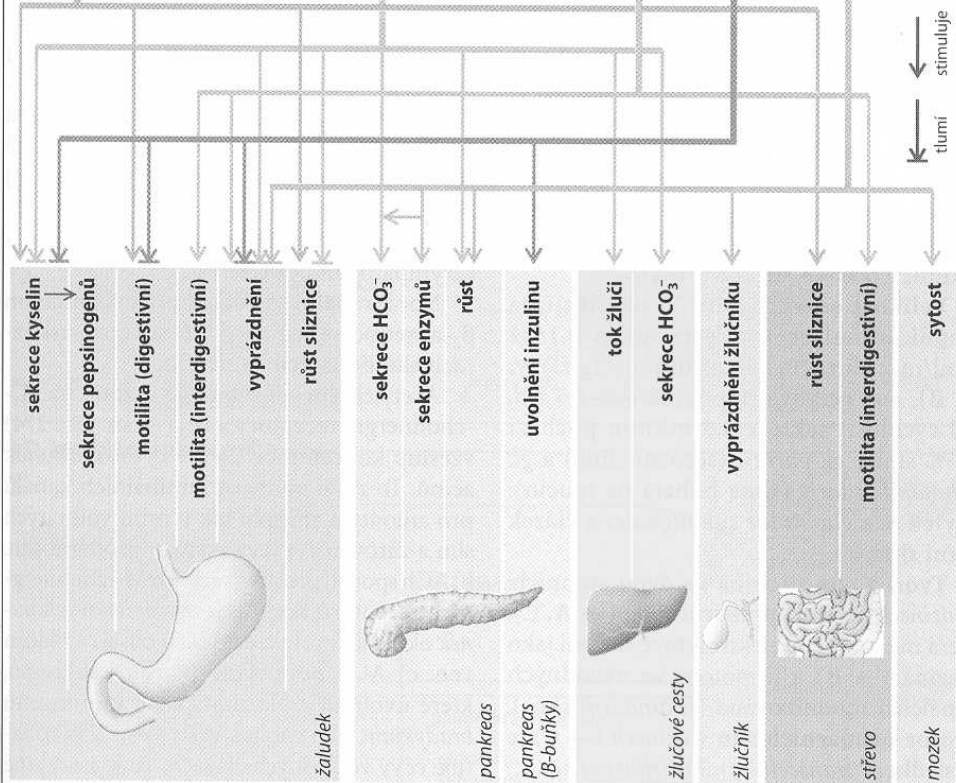 stimuluje
tlumí
sekrece kyselin
sekrece pepsinogenů
motilita (digestivní)
motilita (interdigestivní)
vyprázdnění
růst sliznice
žaludek
sekrece HCO₃⁻
sekrece enzymů
růst
pankreas
uvolnění inzulinu
pankreas
(B-buňky)
tok žluči
sekrece HCO₃⁻
žlučové cesty
vyprázdnění žlučníku
žlučník
růst sliznice
motilita (interdigestivní)
střevo
sytost
mozek